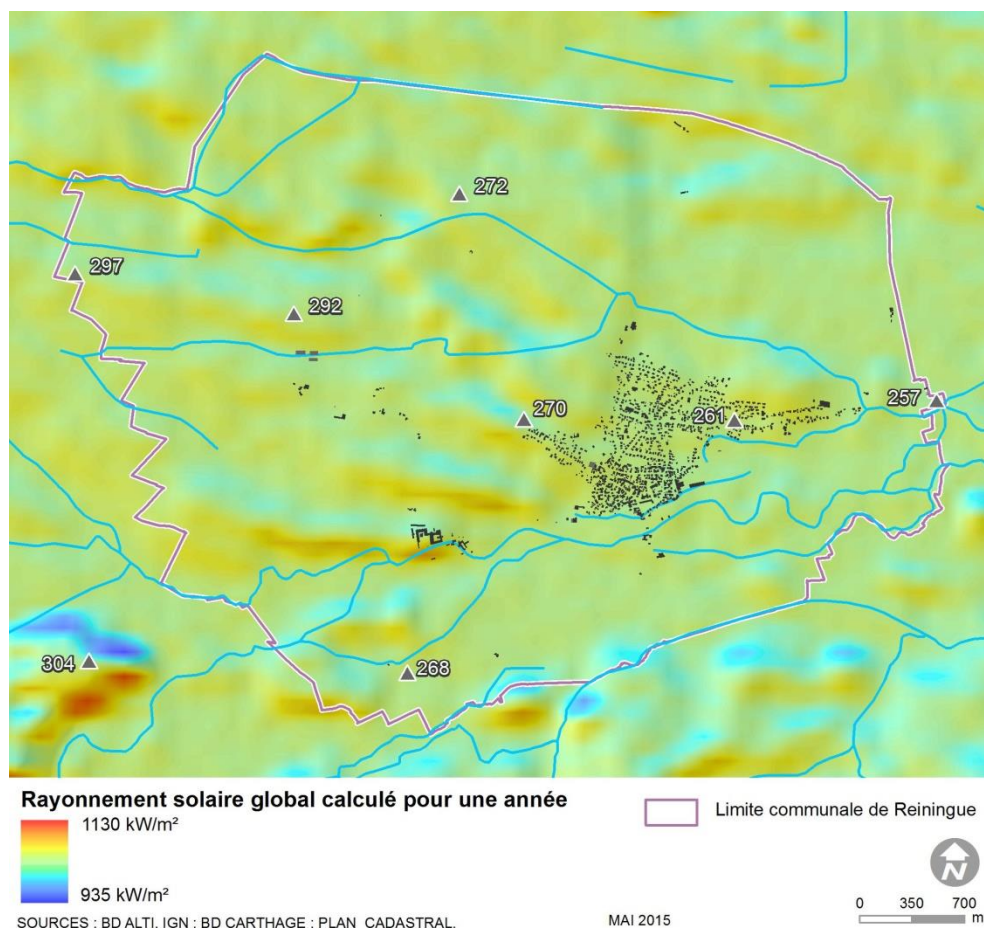 272
297
292
257
270
261
304
268
Rayonnement solaire global calculé pour une année
1130 kW/m²
935 kW/m²
Limite communale de Reiningue
N
0 350 700
m
SOURCES : BD ALTI, IGN ; BD CARTHAGE ; PLAN CADASTRAL.
MAI 2015